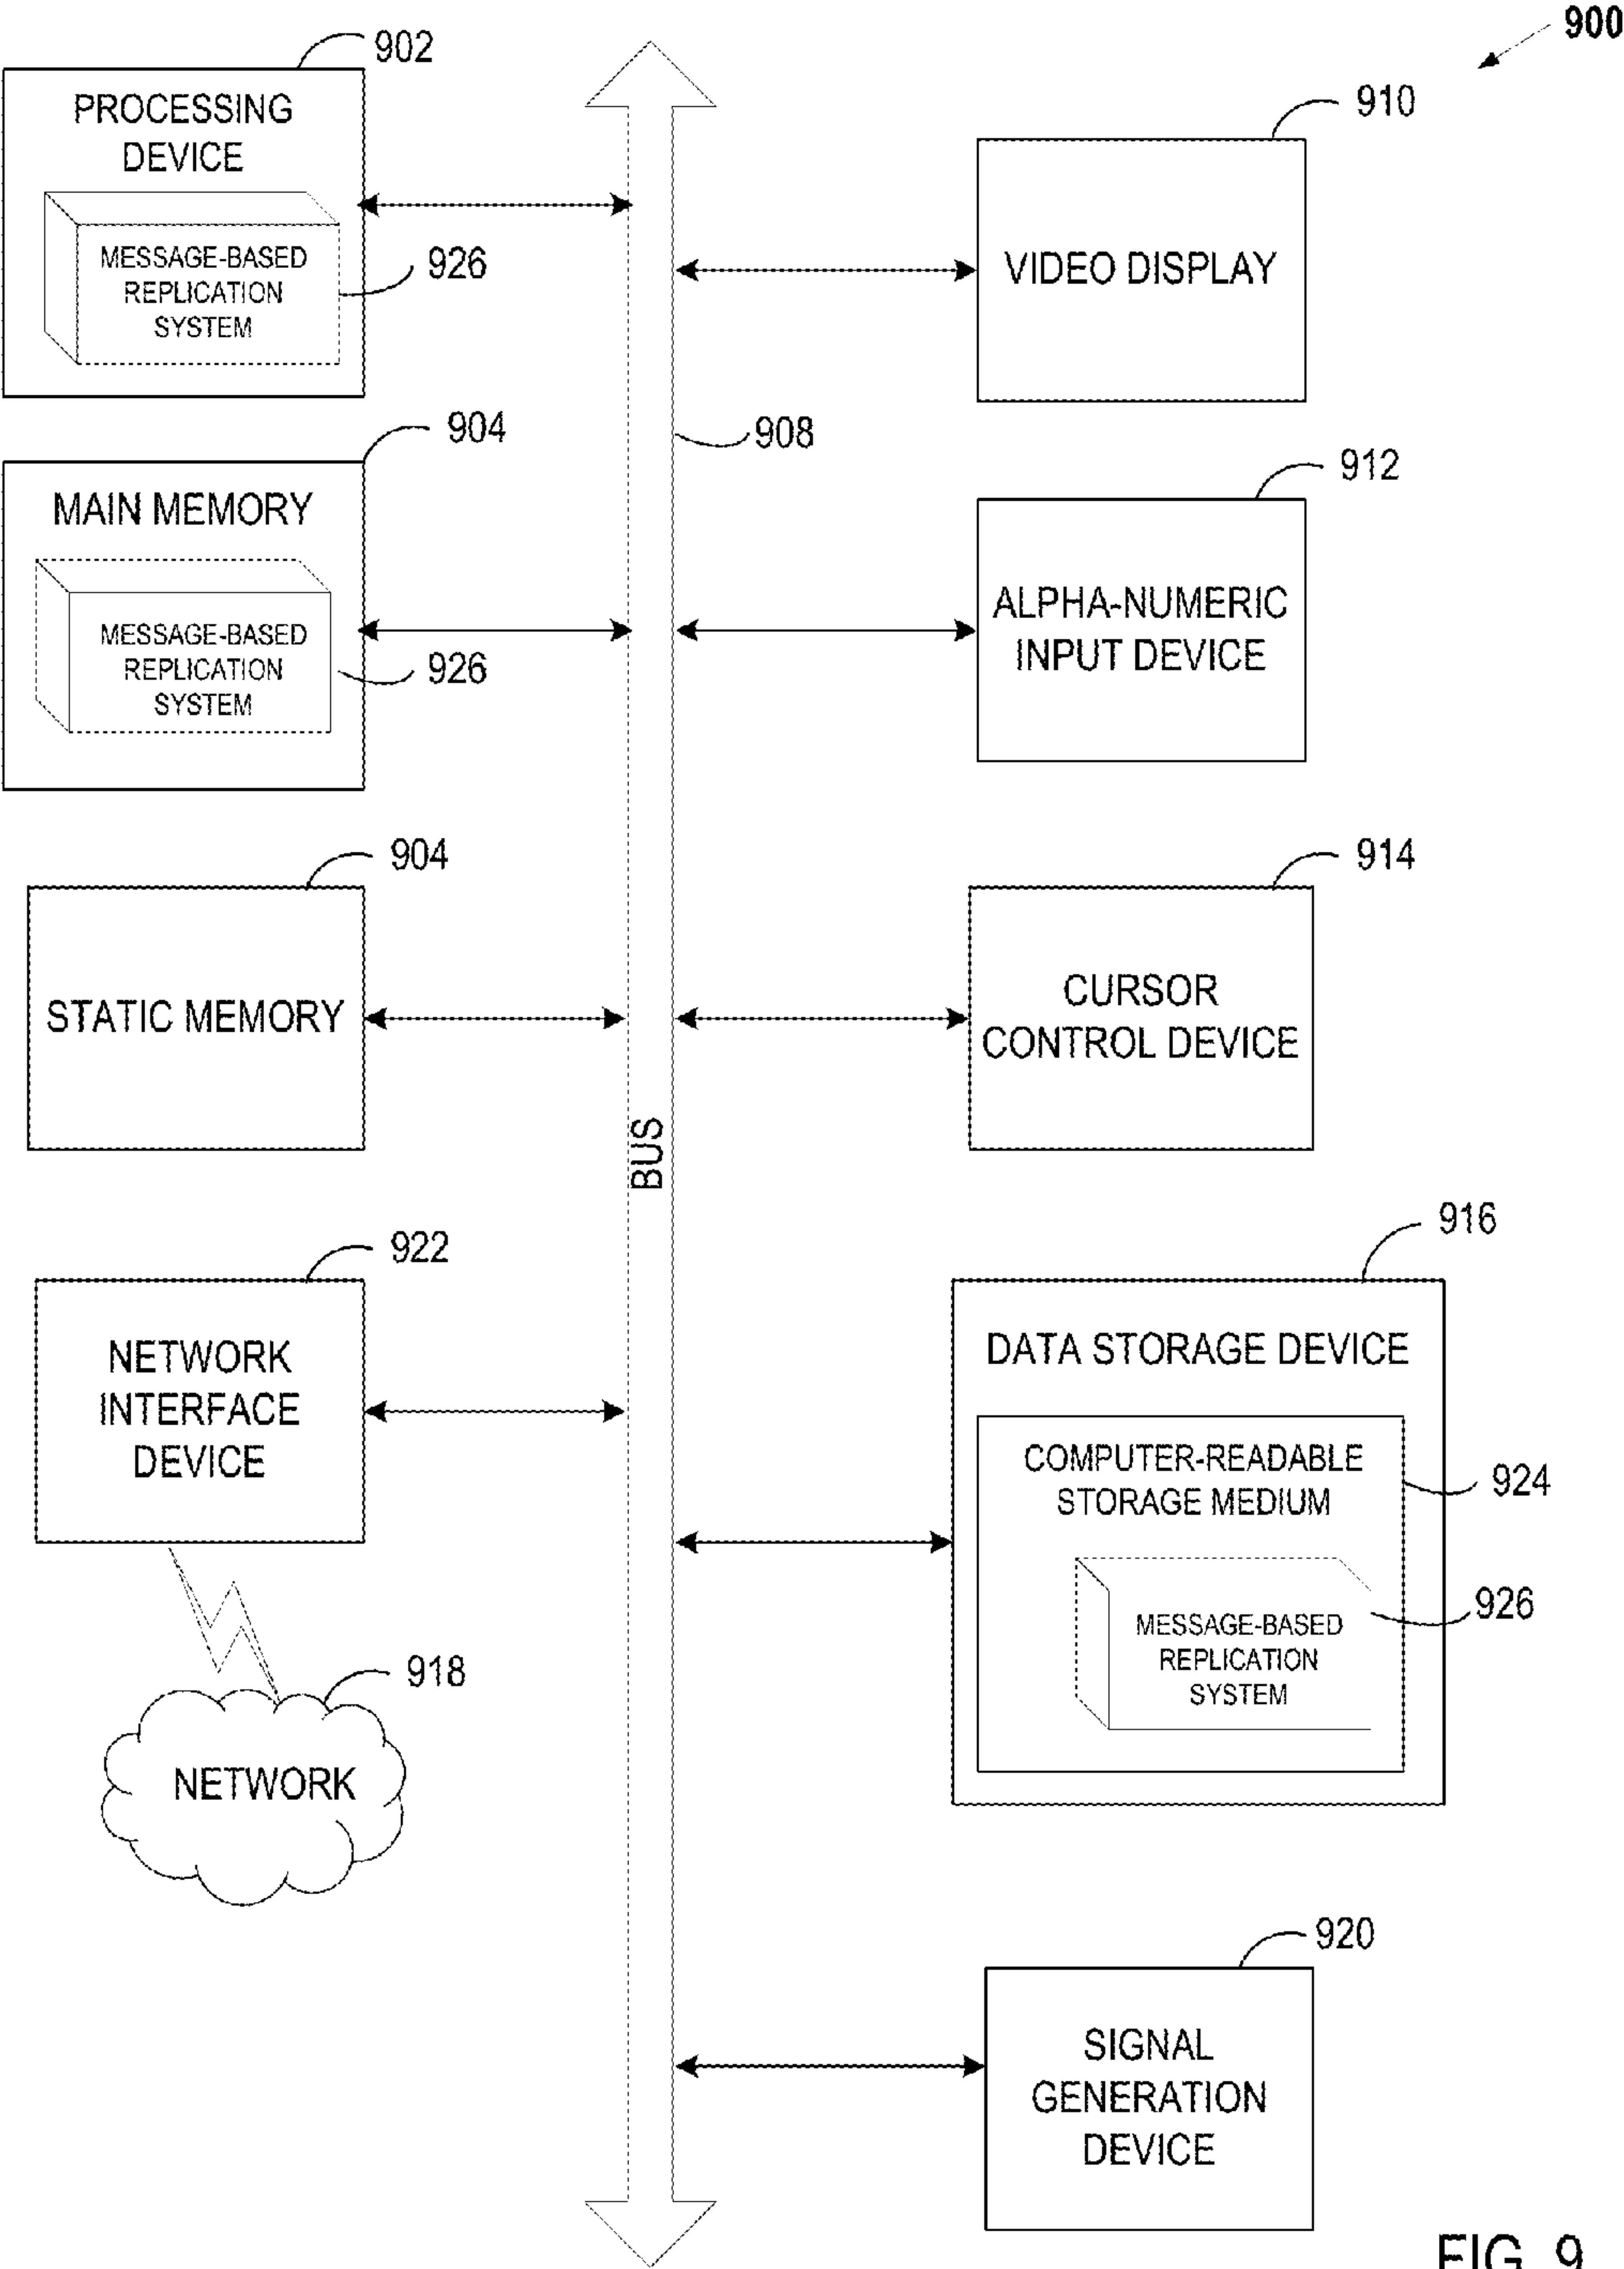 900
902
PROCESSING
DEVICE
MESSAGE-BASED
REPLICATION
SYSTEM
926
910
VIDEO DISPLAY
908
904
MAIN MEMORY
MESSAGE-BASED
REPLICATION
SYSTEM
926
912
ALPHA-NUMERIC
INPUT DEVICE
904
STATIC MEMORY
914
CURSOR
CONTROL DEVICE
BUS
922
NETWORK
INTERFACE
DEVICE
916
DATA STORAGE DEVICE
COMPUTER-READABLE
STORAGE MEDIUM
924
MESSAGE-BASED
REPLICATION
SYSTEM
926
918
NETWORK
920
SIGNAL
GENERATION
DEVICE
FIG. 9